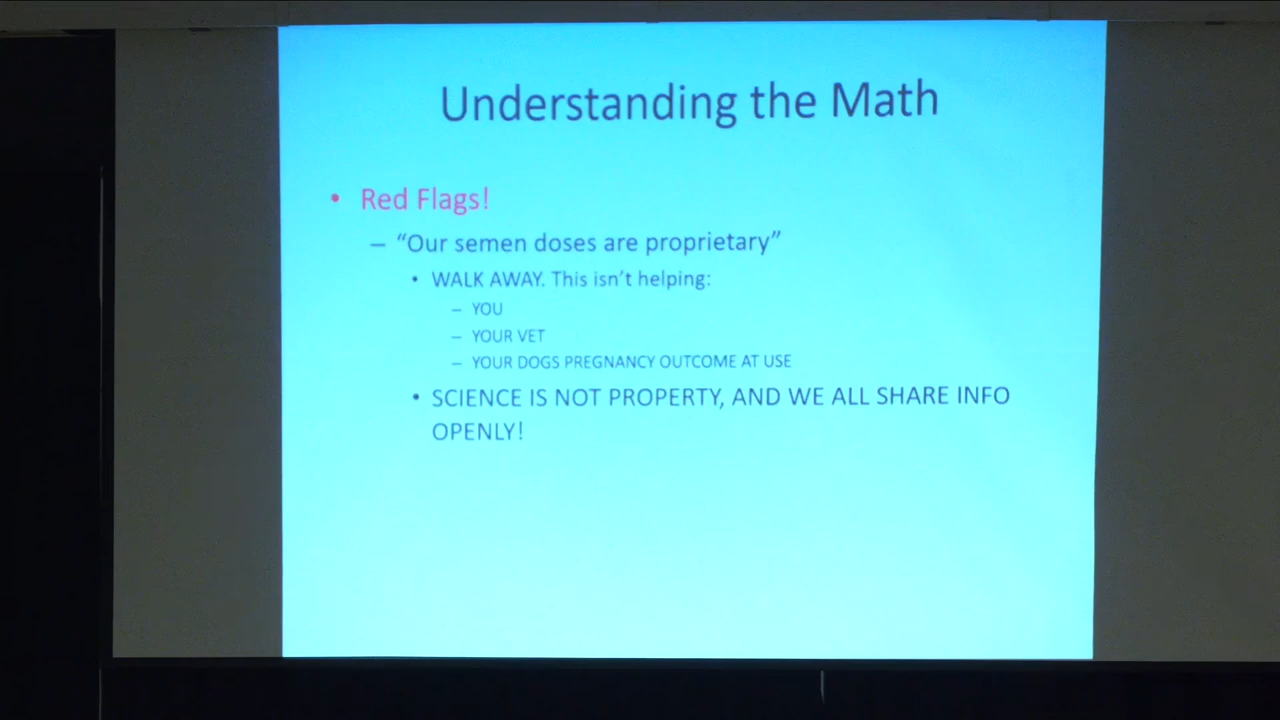 Understanding the Math
• Red Flags!
– “Our semen doses are proprietary”
• WALK AWAY. This isn’t helping:
– YOU
– YOUR VET
– YOUR DOGS PREGNANCY OUTCOME AT USE
• SCIENCE IS NOT PROPERTY, AND WE ALL SHARE INFO
OPENLY!